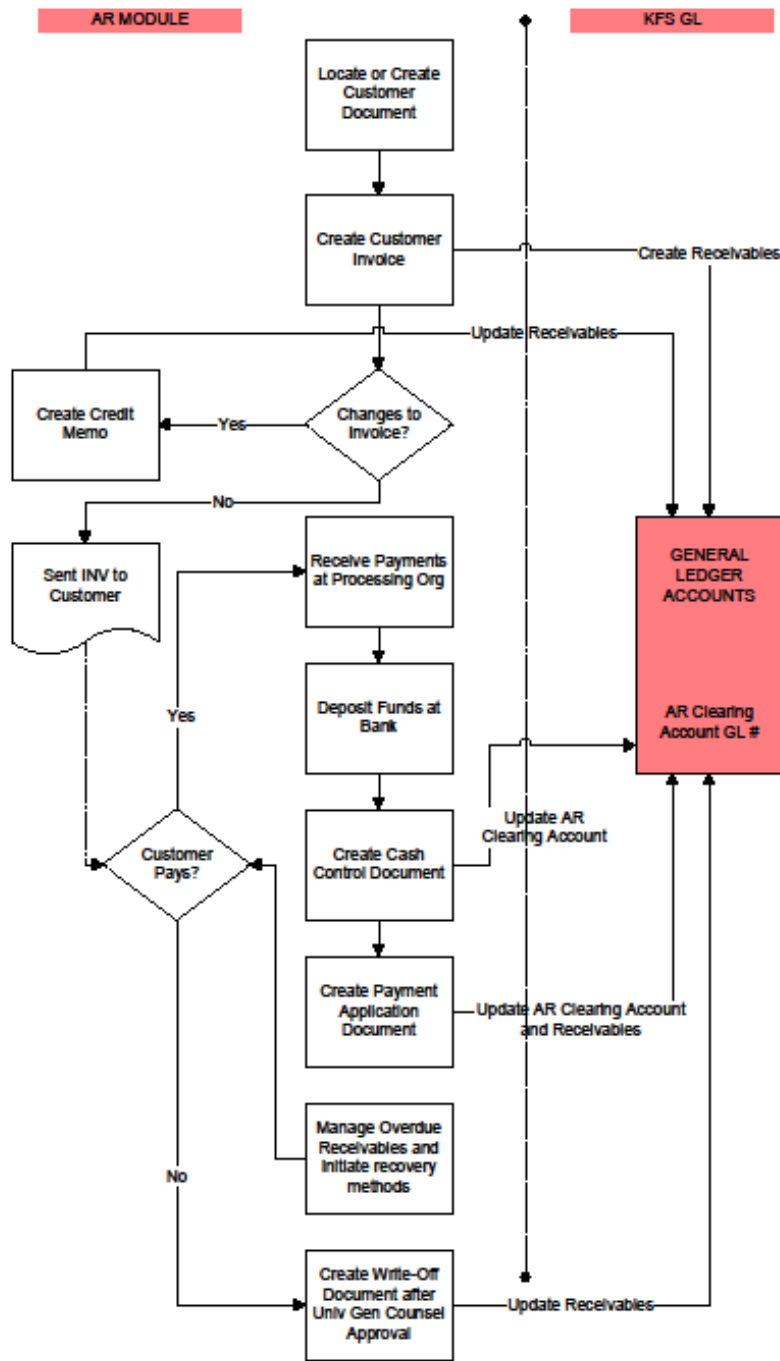 AR MODULE
KFS GL
Locate or Create
Customer
Document
Create Customer
Invoice
Create Receivables
Update Receivables
Create Credit
Memo
Yes
Changes to
Invoice?
No
Sent INV to
Customer
Receive Payments
at Processing Org
GENERAL
LEDGER
ACCOUNTS
Yes
Deposit Funds at
Bank
AR Clearing
Account GL #
Update AR
Clearing Account
Customer
Pays?
Create Cash
Control Document
Create Payment
Application
Document
Update AR Clearing Account
and Receivables
Manage Overdue
Receivables and
Initiate recovery
methods
No
Create Write-Off
Document after
Univ Gen Counsel
Approval
Update Receivables